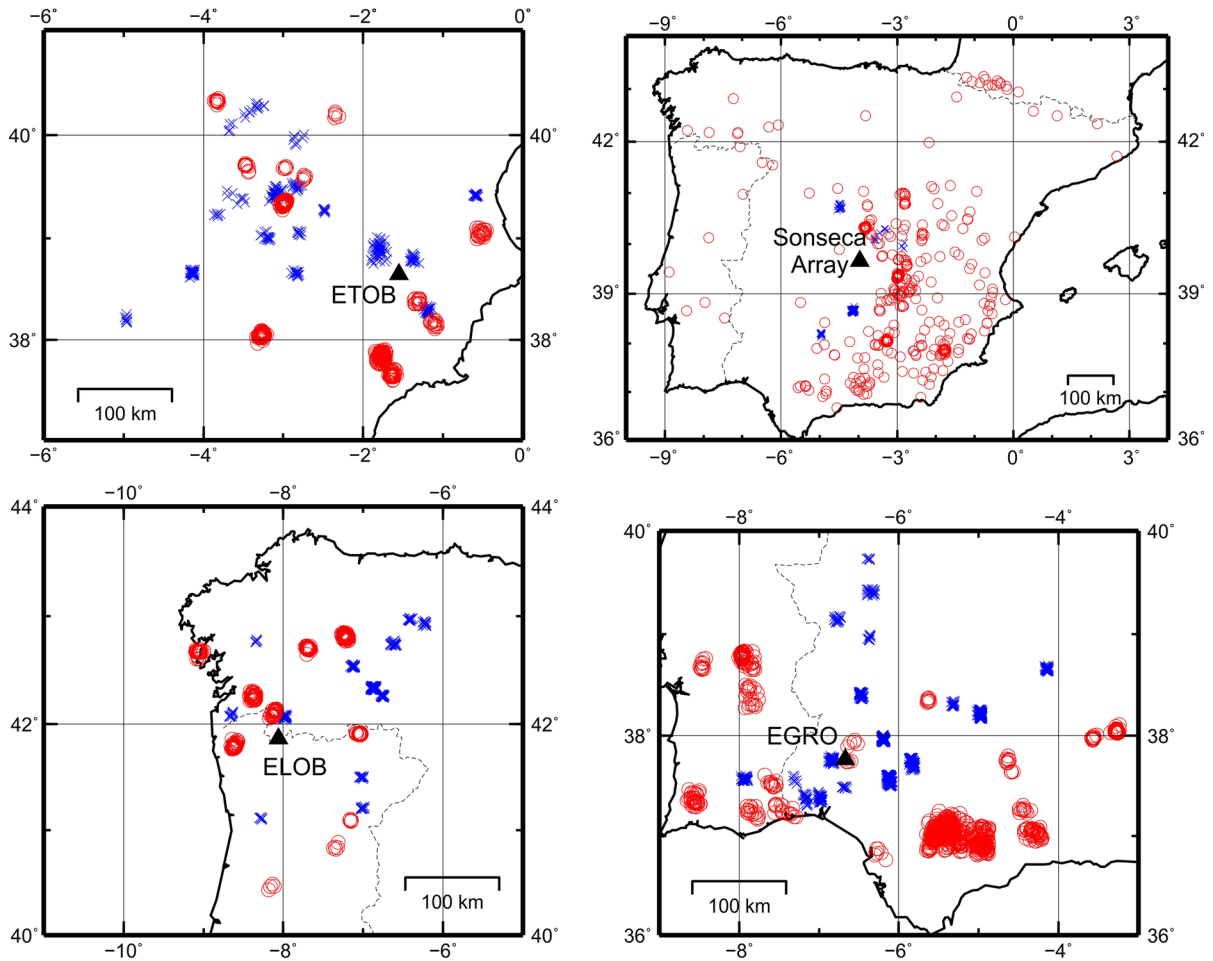 −6° −4° −2° 0°
−9 −6 −3 0 3°
40° 42 42°
39 39°
38° 36° 36°
ETOB
Sonseca
Array
100 km
100 km
−6° −4° −2° 0°
−9 −6 −3 0 3°
−10° −8° −6°
−8° −6° −4°
44° 44°
40° 40°
42° 42°
38° 38°
40° 40°
36° 36°
ELOB
EGRO
100 km
100 km
−10° −8° −6°
−8° −6° −4°